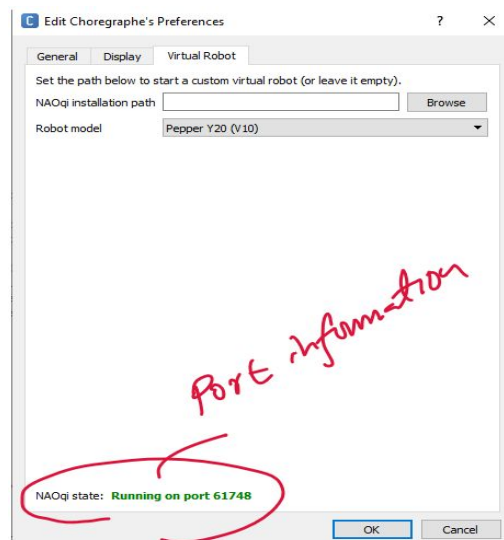 C Edit Choregraphe's Preferences ? ×
General Display Virtual Robot
Set the path below to start a custom virtual robot (or leave it empty).
NAOqi installation path Browse
Robot model Pepper Y20 (V10)
Port information
NAOqi state: Running on port 61748
OK Cancel